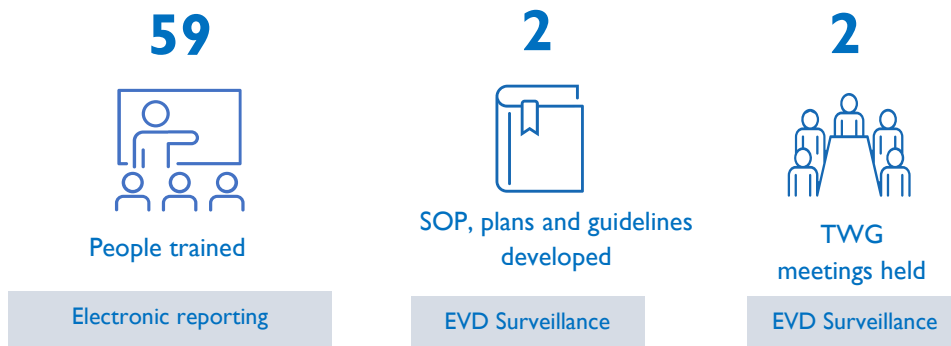 59
People trained
Electronic reporting
2
SOP, plans and guidelines
developed
EVD Surveillance
2
TWG
meetings held
EVD Surveillance